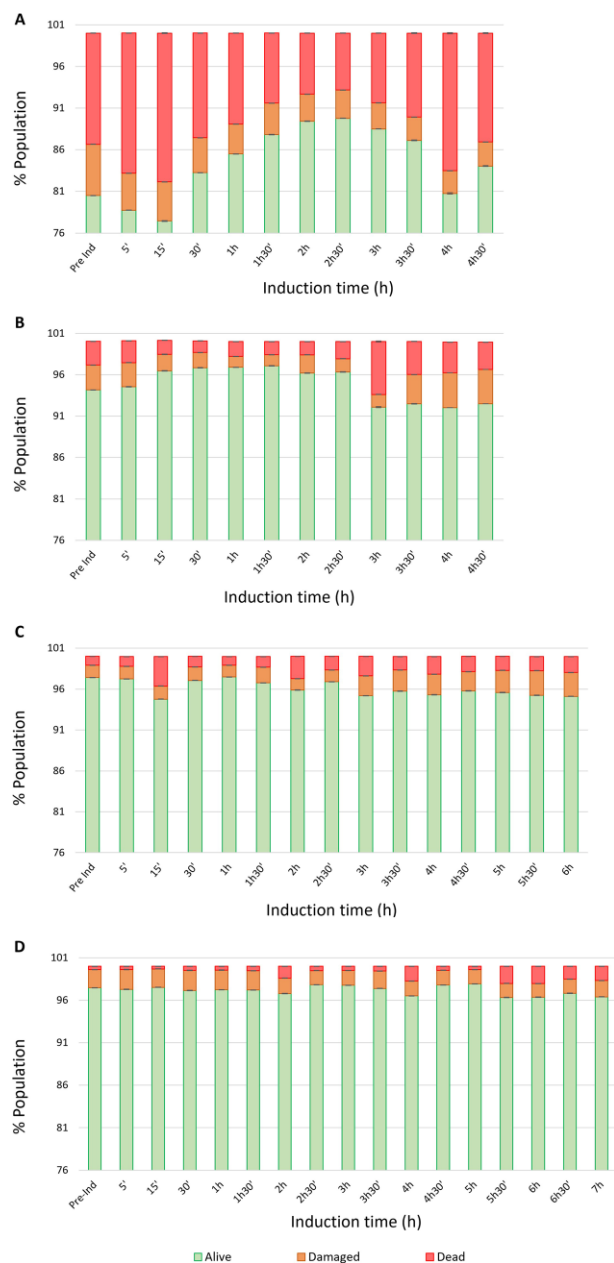 A
101
96
91
86
81
76
% Population
Pre Ind 5' 15' 30' 1h 1h30' 2h 2h30' 3h 3h30' 4h 4h30'
Induction time (h)
B
101
96
91
86
81
76
% Population
Pre Ind 5' 15' 30' 1h 1h30' 2h 2h30' 3h 3h30' 4h 4h30'
Induction time (h)
C
101
96
91
86
81
76
% Population
Pre Ind 5' 15' 30' 1h 1h30' 2h 2h30' 3h 3h30' 4h 4h30' 5h 5h30' 6h
Induction time (h)
D
101
96
91
86
81
76
% Population
Pre-Ind 5' 15' 30' 1h 1h30' 2h 2h30' 3h 3h30' 4h 4h30' 5h 5h30' 6h 6h30' 7h
Induction time (h)
Alive Damaged Dead